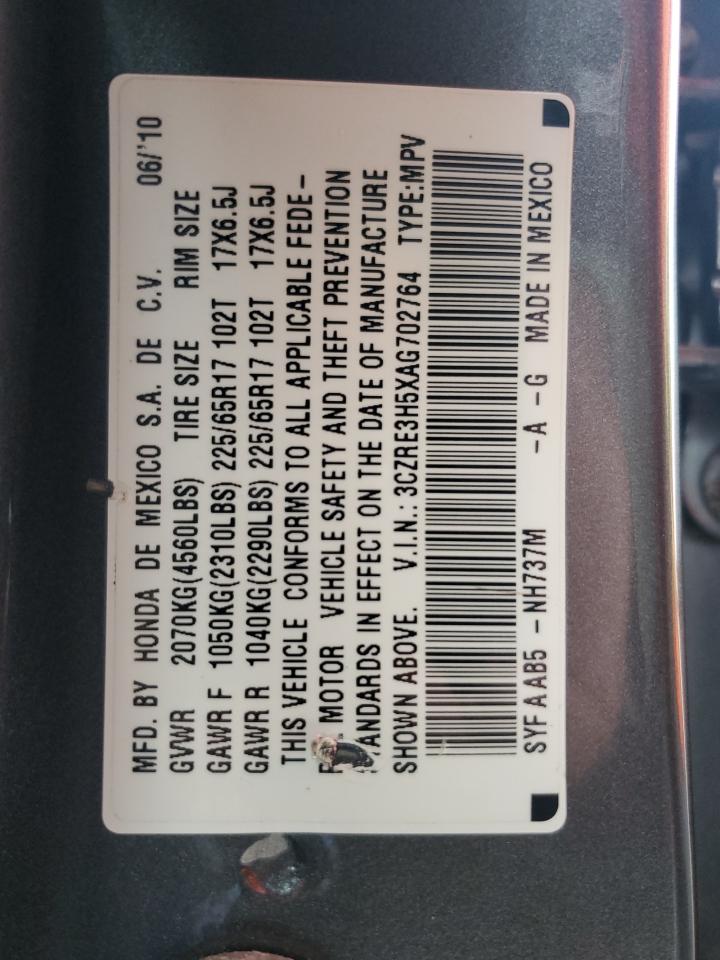 MFD. BY HONDA DE MEXICO S.A. DE C.V. 06/'10
GVWR 2070KG(4560LBS) TIRE SIZE RIM SIZE
GAWR F 1050KG(2310LBS) 225/65R17 102T 17X6.5J
GAWR R 1040KG(2290LBS) 225/65R17 102T 17X6.5J
THIS VEHICLE CONFORMS TO ALL APPLICABLE FEDE–
MOTOR VEHICLE SAFETY AND THEFT PREVENTION
STANDARDS IN EFFECT ON THE DATE OF MANUFACTURE
SHOWN ABOVE. V.I.N.: 3CZRE3H5XAG702764 TYPE:MPV
SYFAAB5 –NH737M –A –G MADE IN MEXICO